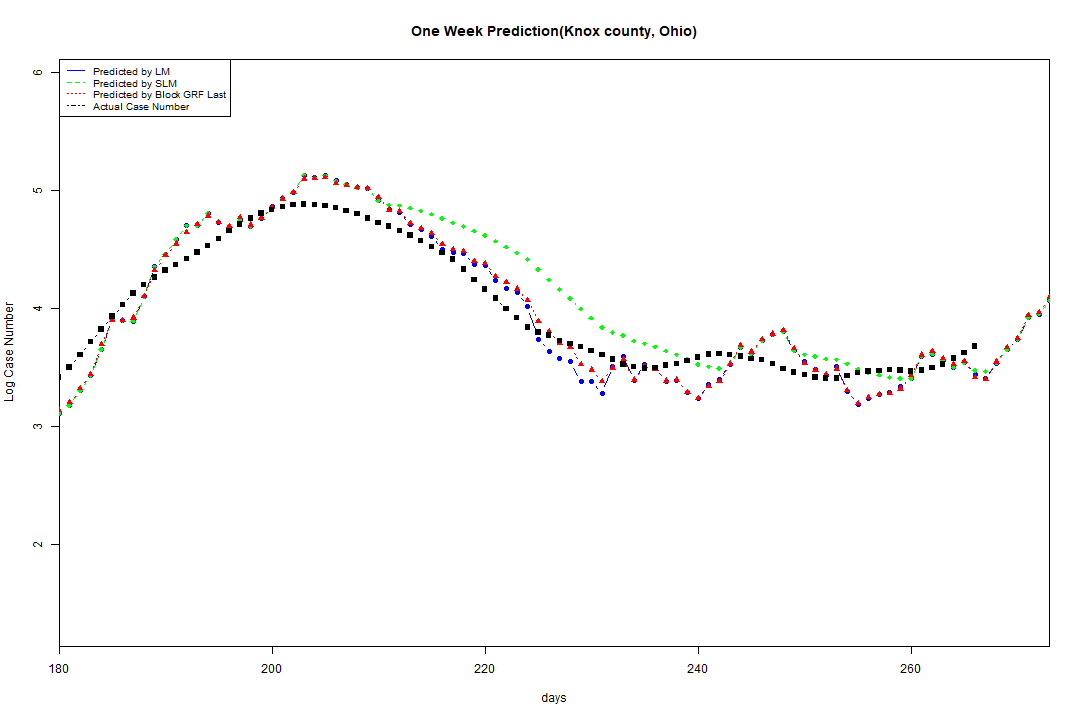 One Week Prediction(Knox county, Ohio)
Predicted by LM
Predicted by SLM
Predicted by Block GRF Last
Actual Case Number
6
5
4
3
2
Log Case Number
180 200 220 240 260
days